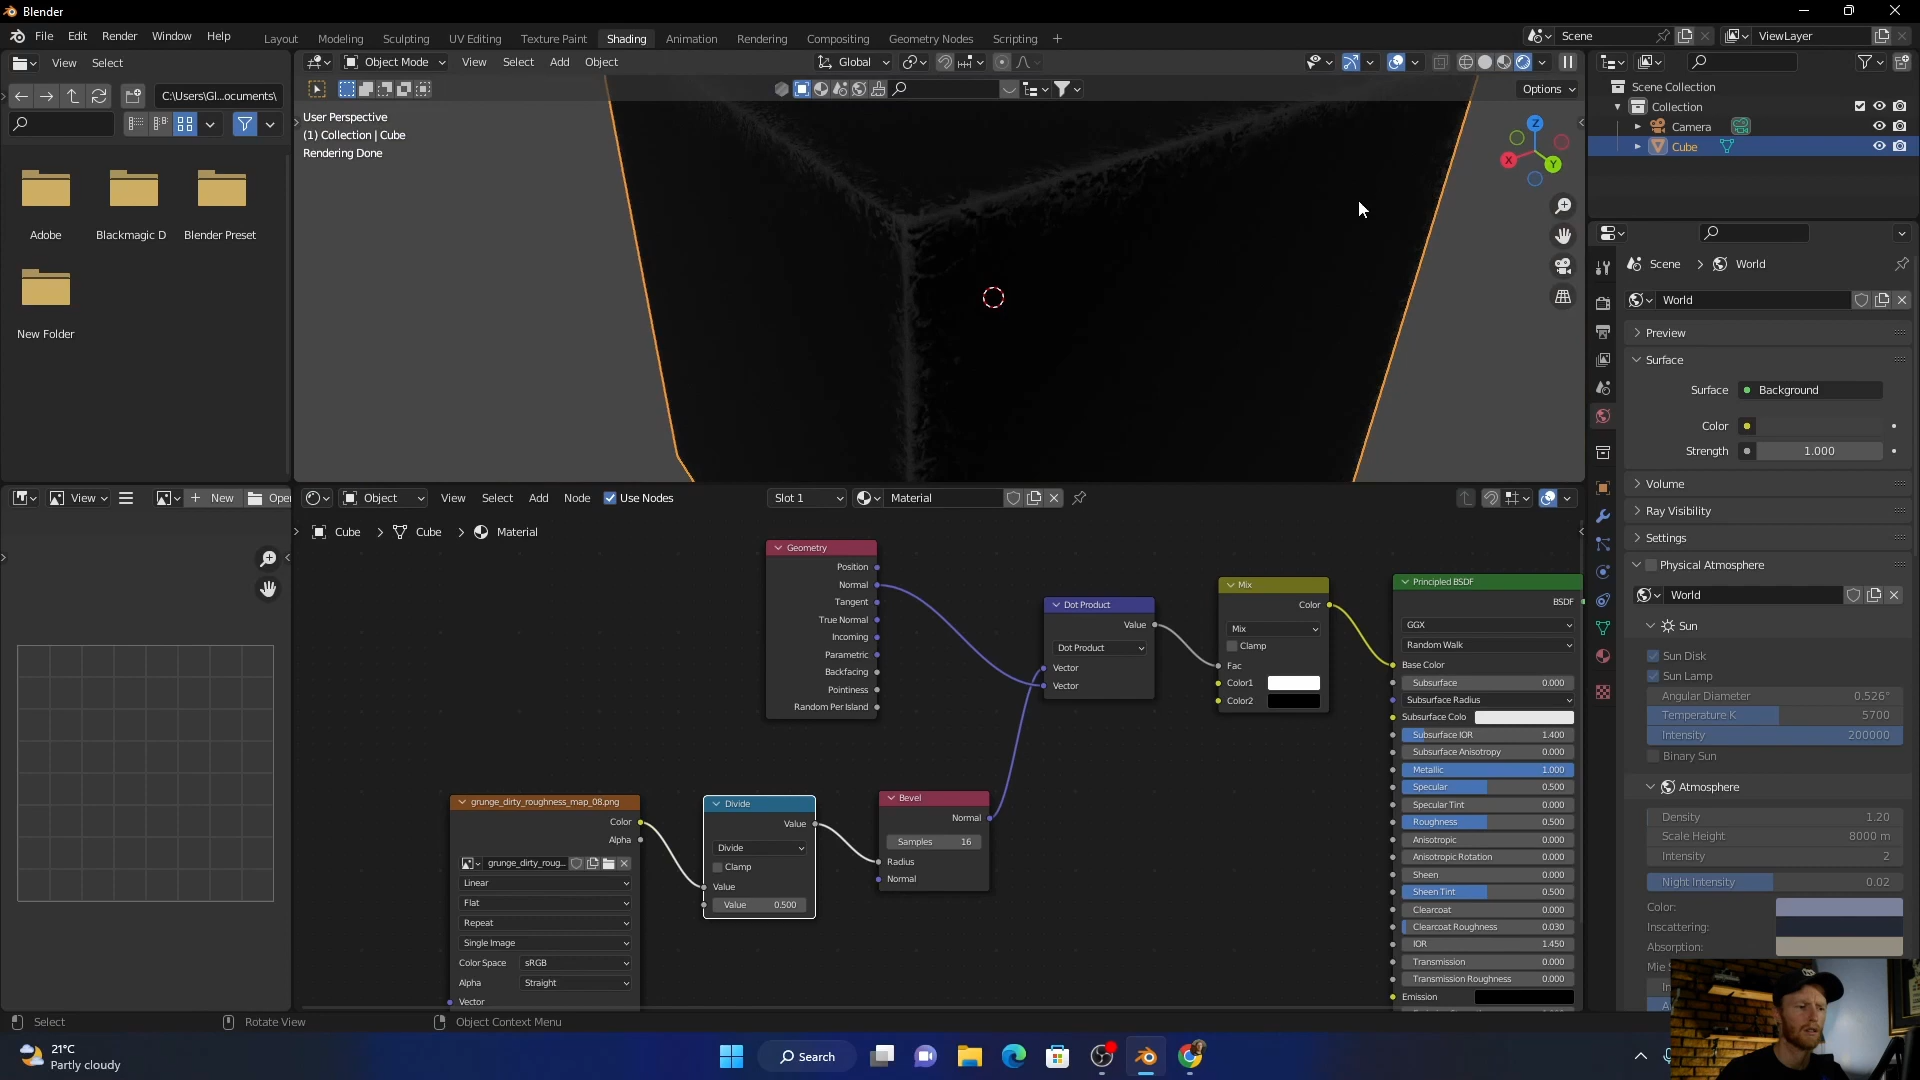 Blender
File Edit Render Window Help
Layout Modeling Sculpting UV Editing Texture Paint Shading Animation Rendering Compositing Geometry Nodes Scripting +
Scene
ViewLayer
View Select
Object Mode View Select Add Object
Global
C:\Users\Gl...ocuments\
Options
User Perspective
(1) Collection | Cube
Rendering Done
Z
X
Y
Adobe
Blackmagic D
Blender Preset
New Folder
Scene Collection
Collection
Camera
Cube
Scene > World
World
Preview
Surface
Surface Background
Color
Strength 1.000
Volume
Ray Visibility
Settings
Physical Atmosphere
World
Sun
Sun Disk
Sun Lamp
Angular Diameter 0.526°
Temperature K 5700
Intensity 200000
Binary Sun
Atmosphere
Density 1.20
Scale Height 8000 m
Intensity 2
Night Intensity 0.02
Color:
Inscattering:
Absorption:
View
New
Open
Object View Select Add Node Use Nodes
Slot 1
Material
Cube > Cube > Material
Geometry
Position
Normal
Tangent
True Normal
Incoming
Parametric
Backfacing
Pointiness
Random Per Island
Dot Product
Value
Dot Product
Vector
Vector
Mix
Color
Mix
Clamp
Fac
Color1
Color2
Principled BSDF
BSDF
GGX
Random Walk
Base Color
Subsurface 0.000
Subsurface Radius
Subsurface Colo
Subsurface IOR 1.400
Subsurface Anisotropy 0.000
Metallic 1.000
Specular 0.500
Specular Tint 0.000
Roughness 0.500
Anisotropic 0.000
Anisotropic Rotation 0.000
Sheen 0.000
Sheen Tint 0.500
Clearcoat 0.000
Clearcoat Roughness 0.030
IOR 1.450
Transmission 0.000
Transmission Roughness 0.000
Emission
grunge_dirty_roughness_map_08.png
Color
Alpha
grunge_dirty_roug...
Linear
Flat
Repeat
Single Image
Color Space sRGB
Alpha Straight
Vector
Divide
Value
Divide
Clamp
Value
Value 0.500
Bevel
Normal
Samples 16
Radius
Normal
Select
Rotate View
Object Context Menu
21°C
Partly cloudy
Search